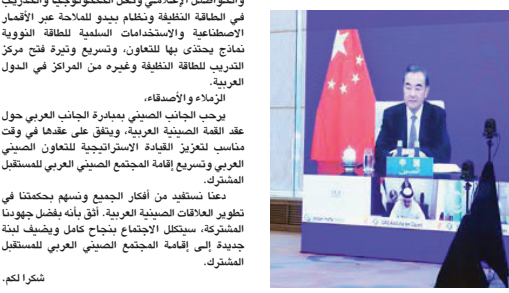 والتواصل الإعلامي ونقل التكنولوجيا والتدريب
في الطاقة النظيفة ونظام بيدو للملاحة عبر الأقمار
الاصطناعية والاستخدامات السلمية للطاقة النووية
نماذج يحتذى بها للتعاون، وتسريع وتيرة فتح مركز
التدريب للطاقة النظيفة وغيره من المراكز في الدول
العربية.
الزملاء والأصدقاء،
يرحب الجانب الصيني بمبادرة الجانب العربي حول
عقد القمة الصينية العربية، ويتفق على عقدها في وقت
مناسب لتعزيز القيادة الاستراتيجية للتعاون الصيني
العربي وتسريع إقامة المجتمع الصيني العربي للمستقبل
المشترك.
دعنا نستفيد من أفكار الجميع ونسهم بحكمتنا في
تطوير العلاقات الصينية العربية. أثق بأنه بفضل جهودنا
المشتركة، سيتكلل الاجتماع بنجاح كامل ويضيف لبنة
جديدة إلى إقامة المجتمع الصيني العربي للمستقبل
المشترك.
شكرا لكم.